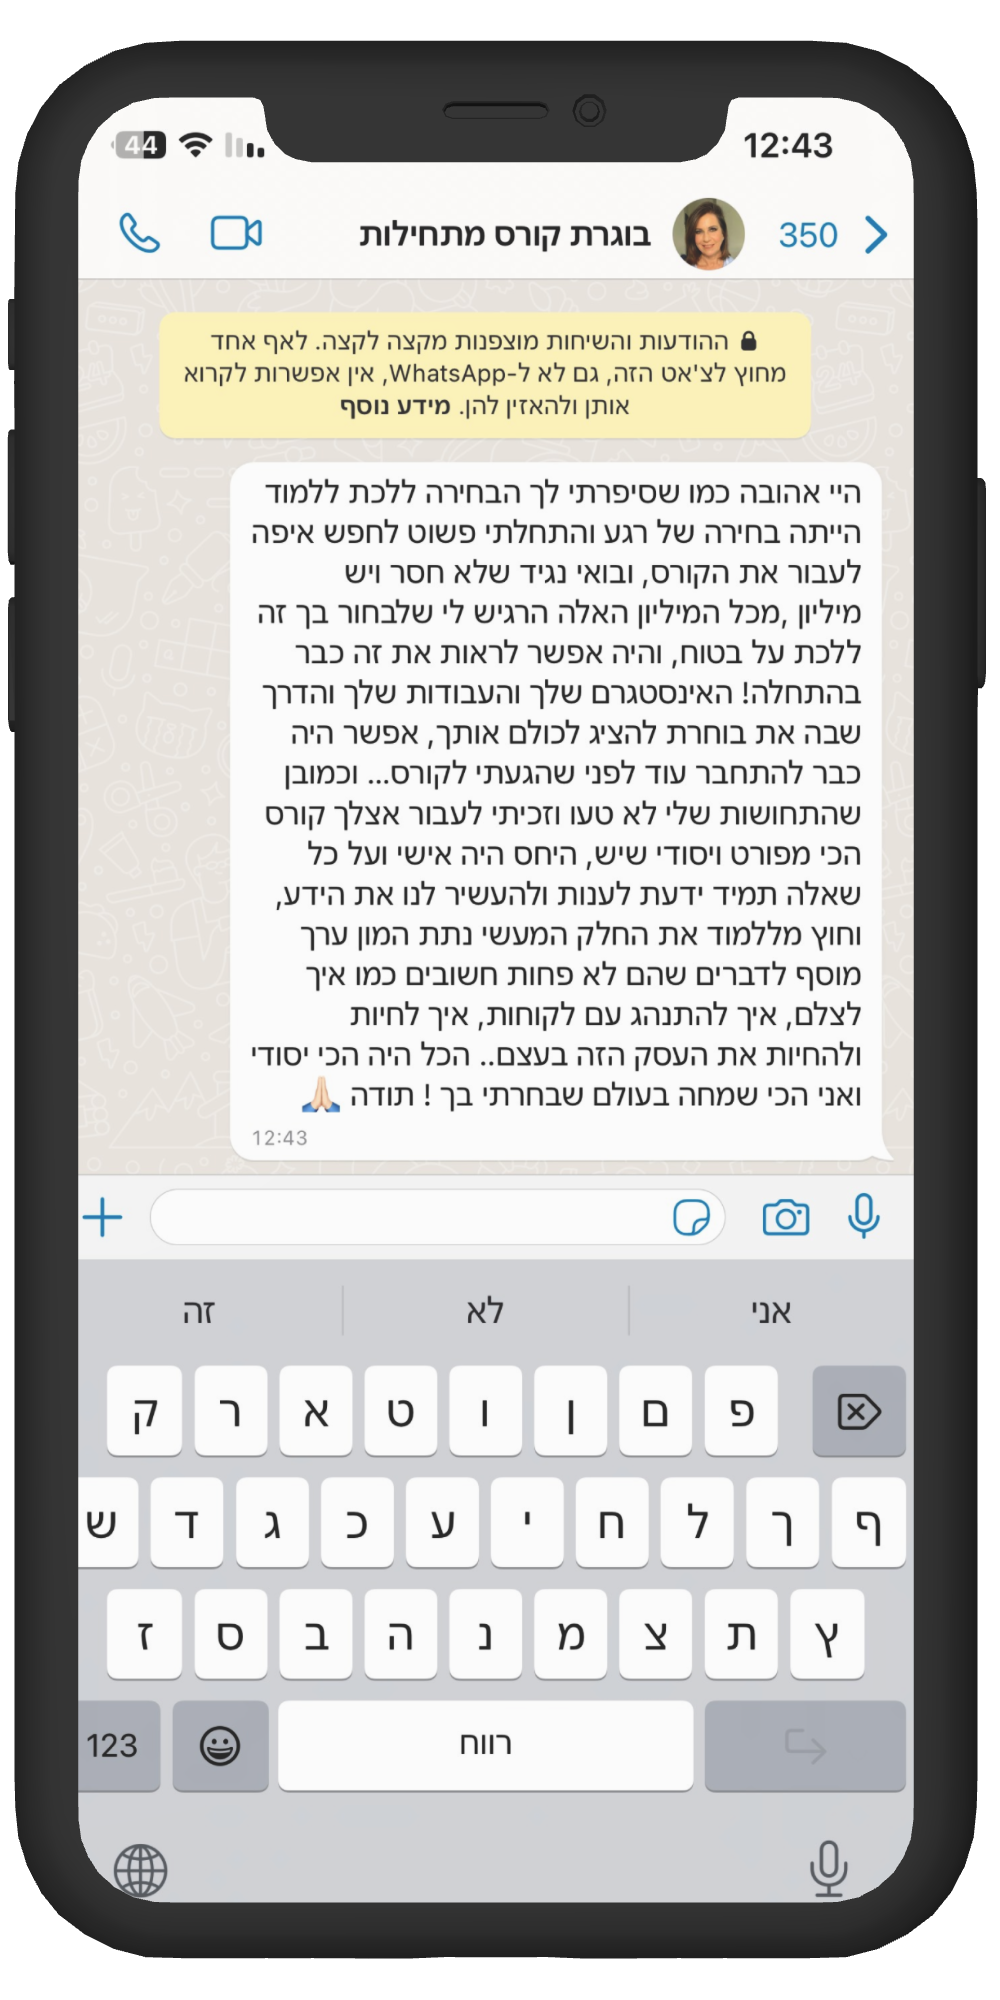 12:43
44
350
בוגרת קורס מתחילות
ההודעות והשיחות מוצפנות מקצה לקצה. לאף אחד
מחוץ לצ'אט הזה, גם לא ל-WhatsApp, אין אפשרות לקרוא
אותן ולהאזין להן. מידע נוסף
היי אהובה כמו שסיפרתי לך הבחירה ללכת ללמוד
הייתה בחירה של רגע והתחלתי פשוט לחפש איפה
לעבור את הקורס, ובואי נגיד שלא חסר ויש
מיליון ,מכל המיליון האלה הרגיש לי שלבחור בך זה
ללכת על בטוח, והיה אפשר לראות את זה כבר
בהתחלה! האינסטגרם שלך והעבודות שלך והדרך
שבה את בוחרת להציג לכולם אותך, אפשר היה
כבר להתחבר עוד לפני שהגעתי לקורס... וכמובן
שהתחושות שלי לא טעו וזכיתי לעבור אצלך קורס
הכי מפורט ויסודי שיש, היחס היה אישי ועל כל
שאלה תמיד ידעת לענות ולהעשיר לנו את הידע,
וחוץ מללמוד את החלק המעשי נתת המון ערך
מוסף לדברים שהם לא פחות חשובים כמו איך
לצלם, איך להתנהג עם לקוחות, איך לחיות
ולהחיות את העסק הזה בעצם.. הכל היה הכי יסודי
ואני הכי שמחה בעולם שבחרתי בך ! תודה 🙏🏻
12:43
אני לא זה
ק ר א ט ו ן ם פ
ש ד ג כ ע י ח ל ך ף
ז ס ב ה נ מ צ ת ץ
123 רווח